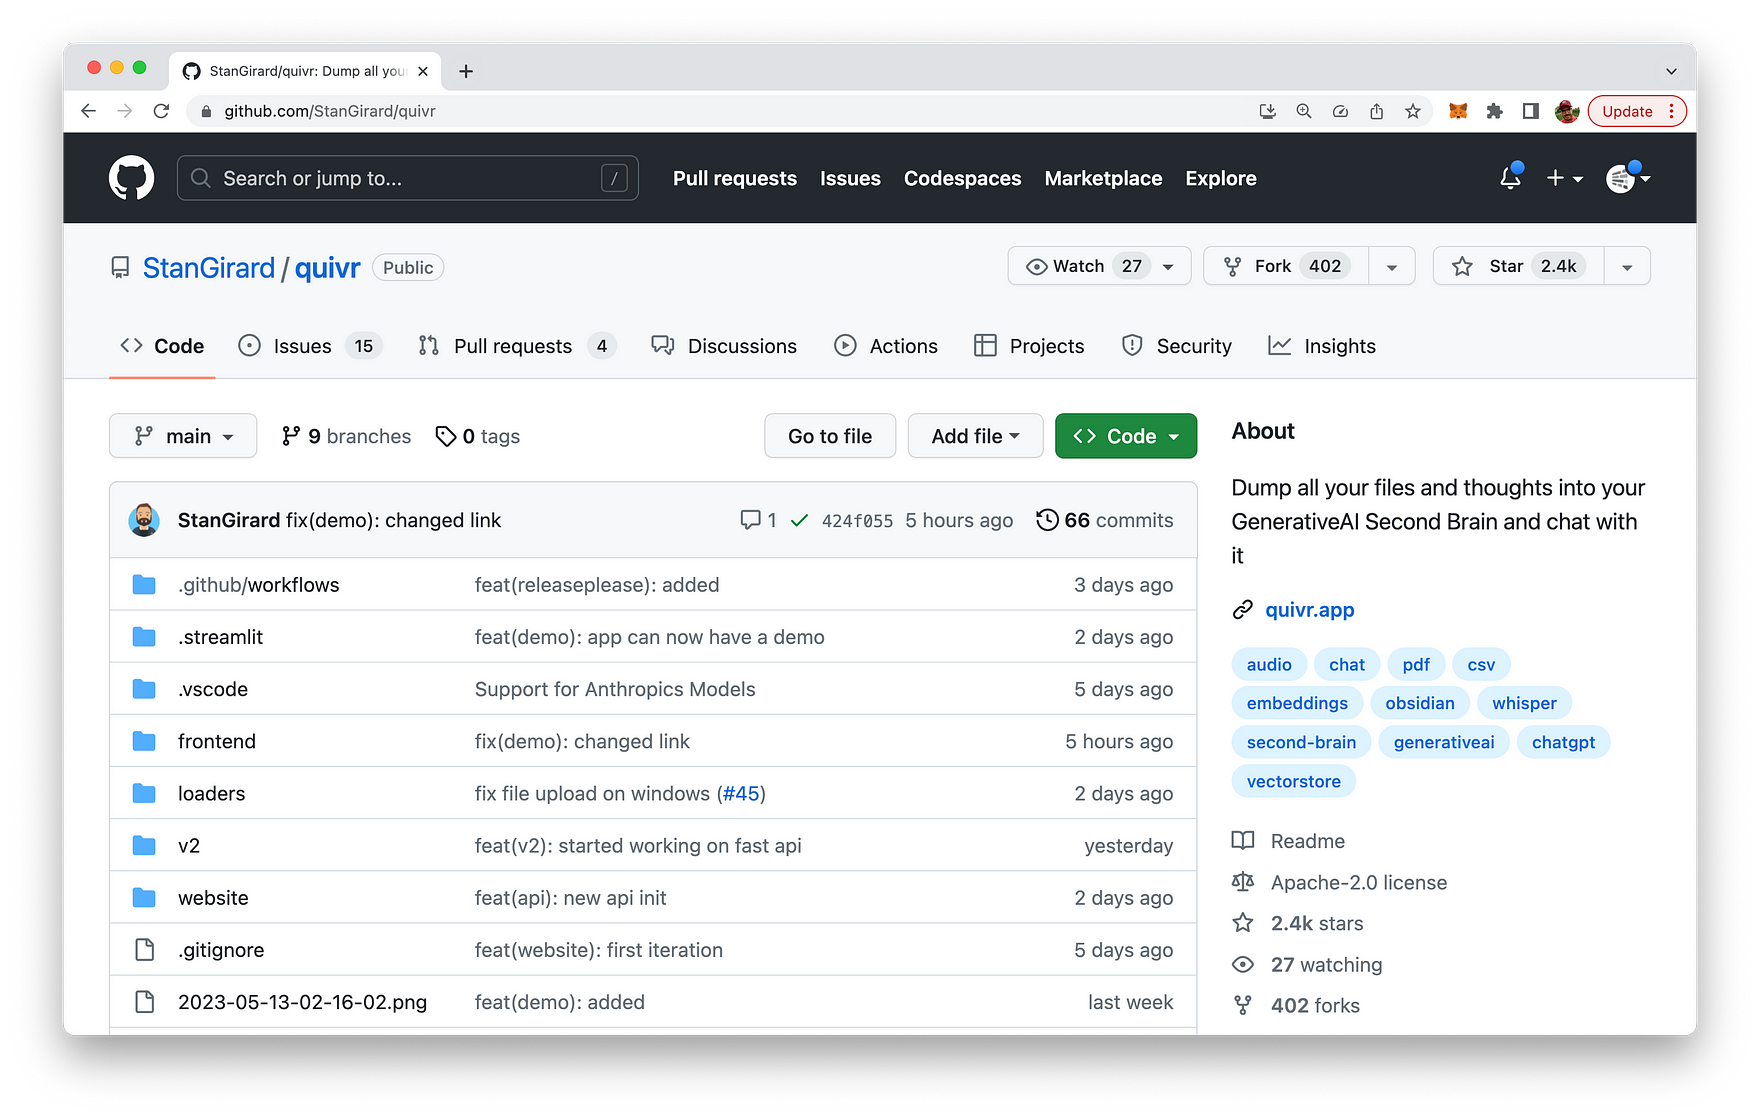 StanGirard/quivr: Dump all you
github.com/StanGirard/quivr
Update
Search or jump to...
/
Pull requests
Issues
Codespaces
Marketplace
Explore
StanGirard / quivr
Public
Watch 27
Fork 402
Star 2.4k
Code
Issues 15
Pull requests 4
Discussions
Actions
Projects
Security
Insights
main
9 branches
0 tags
Go to file
Add file
Code
StanGirard fix(demo): changed link 1 424f055 5 hours ago 66 commits
.github/workflows feat(releaseplease): added 3 days ago
.streamlit feat(demo): app can now have a demo 2 days ago
.vscode Support for Anthropics Models 5 days ago
frontend fix(demo): changed link 5 hours ago
loaders fix file upload on windows (#45) 2 days ago
v2 feat(v2): started working on fast api yesterday
website feat(api): new api init 2 days ago
.gitignore feat(website): first iteration 5 days ago
2023-05-13-02-16-02.png feat(demo): added last week
About
Dump all your files and thoughts into your
GenerativeAI Second Brain and chat with
it
quivr.app
audio chat pdf csv
embeddings obsidian whisper
second-brain generativeai chatgpt
vectorstore
Readme
Apache-2.0 license
2.4k stars
27 watching
402 forks